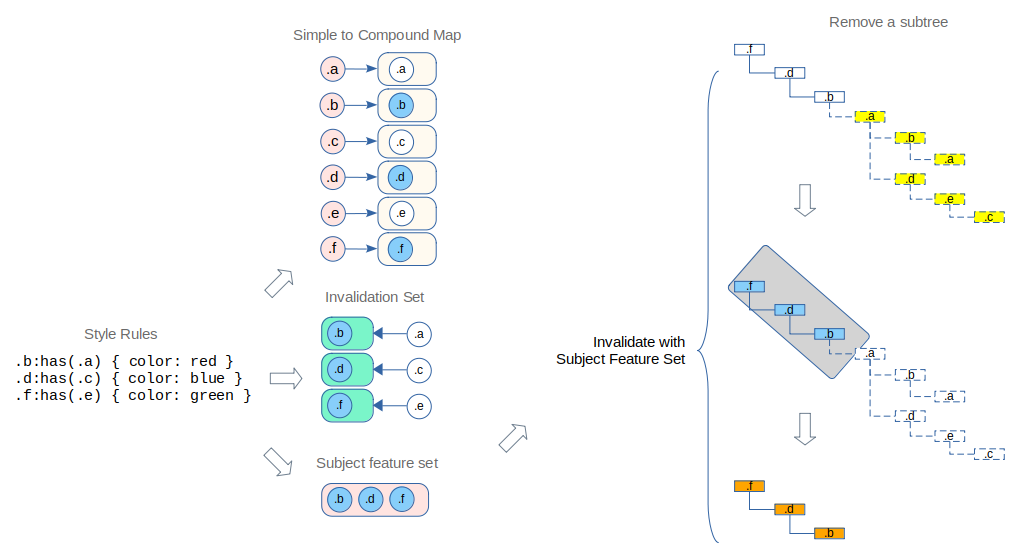 Simple to Compound Map
.a .a
.b .b
.c .c
.d .d
.e .e
.f .f
Invalidation Set
.b .a
.d .c
.f .e
Style Rules
.b:has(.a) { color: red }
.d:has(.c) { color: blue }
.f:has(.e) { color: green }
Subject feature set
.b .d .f
Remove a subtree
.f
.d
.b
.a
.b
.a
.d
.e
.c
Invalidate with
Subject Feature Set
.f
.d
.b
.a
.b
.a
.d
.e
.c
.f
.d
.b